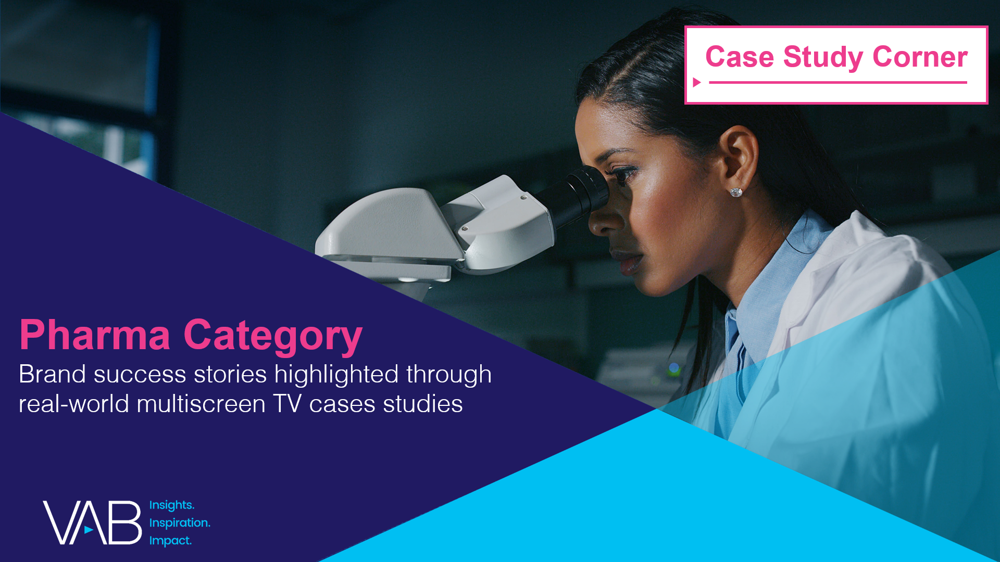 Case Study Corner
Pharma Category
Brand success stories highlighted through
real-world multiscreen TV cases studies
VAB
Insights.
Inspiration.
Impact.